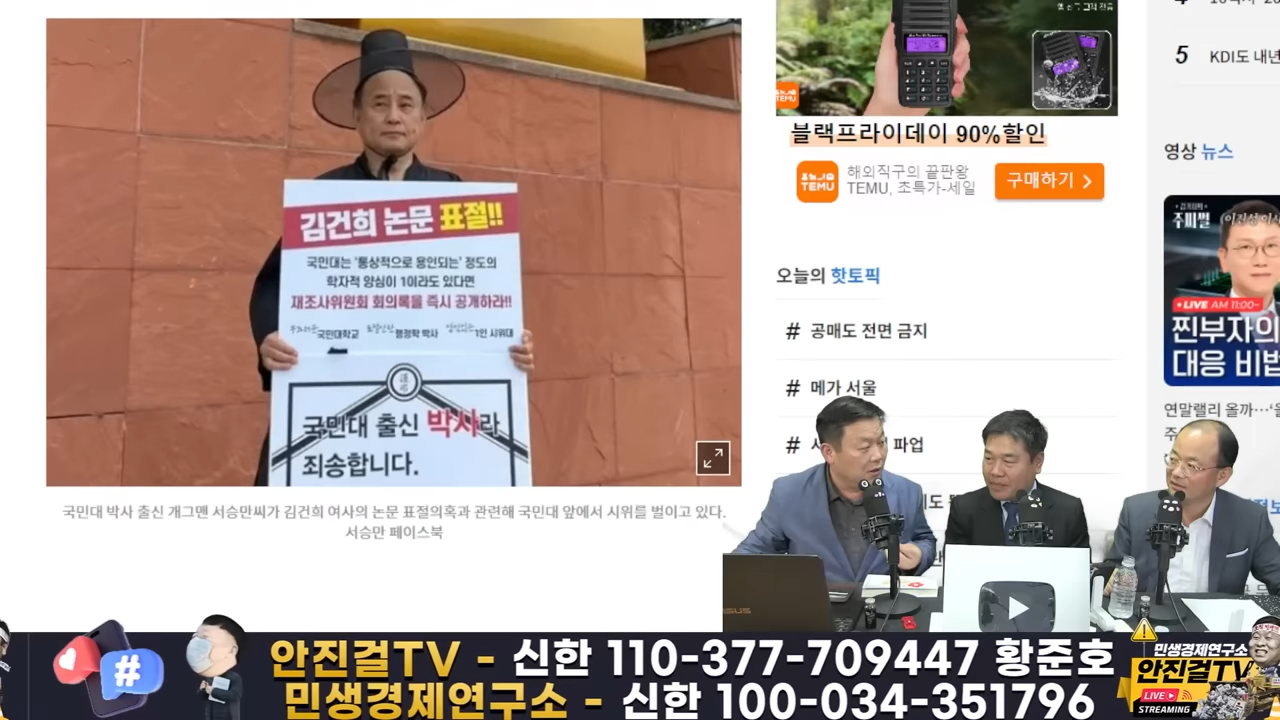 김건희 논문 표절!!
국민대는 '통상적으로 용인되는' 정도의
학자적 양심이 1이라도 있다면
재조사위원회 회의록을 즉시 공개하라!!
국민대학교 행정학 박사 1인 시위대
국민대 출신 박사라
죄송합니다.
국민대 박사 출신 개그맨 서승만씨가 김건희 여사의 논문 표절의혹과 관련해 국민대 앞에서 시위를 벌이고 있다.
서승만 페이스북
TEMU
블랙프라이데이 90%할인
TEMU
해외직구의 끝판왕
TEMU, 초특가-세일
구매하기
오늘의 핫토픽
# 공매도 전면 금지
# 메가 서울
#
파업
5 KDI도 내년
영상 뉴스
주씨썰
LIVE AM 11:00~
찐부자의
대응 비법
연말랠리 올까…
안진걸TV - 신한 110-377-709447 황준호
민생경제연구소 - 신한 100-034-351796
#
민생경제연구소
안진걸TV
LIVE
STREAMING